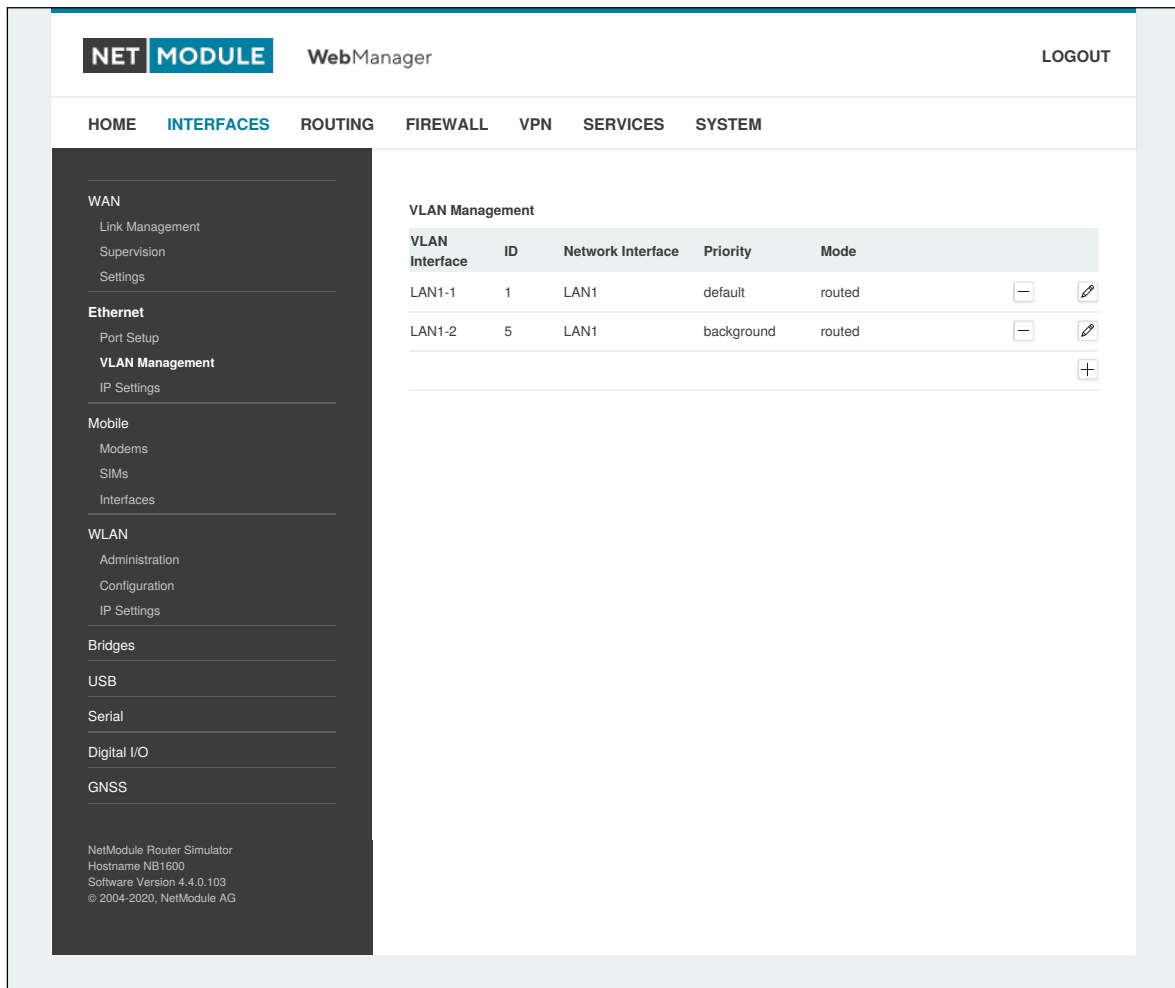 NET MODULE WebManager LOGOUT
HOME INTERFACES ROUTING FIREWALL VPN SERVICES SYSTEM
WAN
Link Management
Supervision
Settings
Ethernet
Port Setup
VLAN Management
IP Settings
Mobile
Modems
SIMs
Interfaces
WLAN
Administration
Configuration
IP Settings
Bridges
USB
Serial
Digital I/O
GNSS
NetModule Router Simulator
Hostname NB1600
Software Version 4.4.0.103
© 2004-2020, NetModule AG
VLAN Management
VLAN Interface ID Network Interface Priority Mode
LAN1-1 1 LAN1 default routed
LAN1-2 5 LAN1 background routed